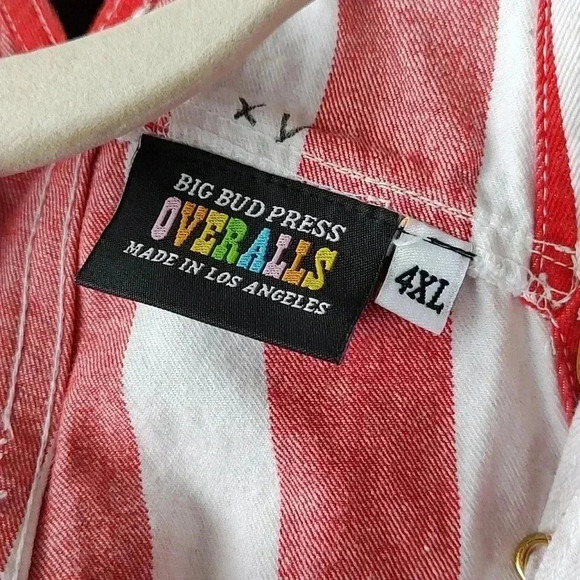 X V
BIG BUD PRESS
OVERALLS
MADE IN LOS ANGELES
4XL